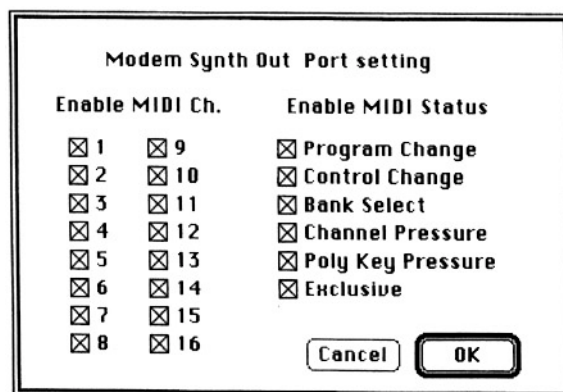 Modem Synth Out Port setting
Enable MIDI Ch.
1
2
3
4
5
6
7
8
9
10
11
12
13
14
15
16
Enable MIDI Status
Program Change
Control Change
Bank Select
Channel Pressure
Poly Key Pressure
Exclusive
Cancel
OK